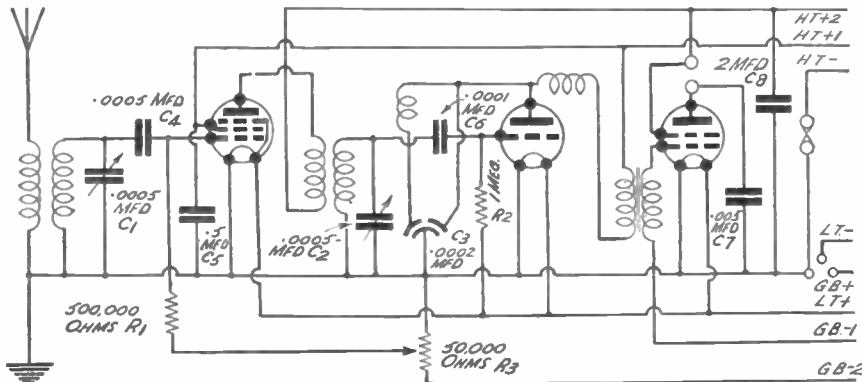 HT+2
HT+1
HT-
2 MFD
C8
.0005 MFD
C4
.0001
MFD
C6
.0005
MFD
C1
.5
MFD
C5
.0005-
MFD C2
C3
.0002
MFD
1 MEG.
R2
.005
MFD
C7
LT.-
GB+
LT+
GB.-1
GB-2
500,000
OHMS R1
50,000
OHMS R3